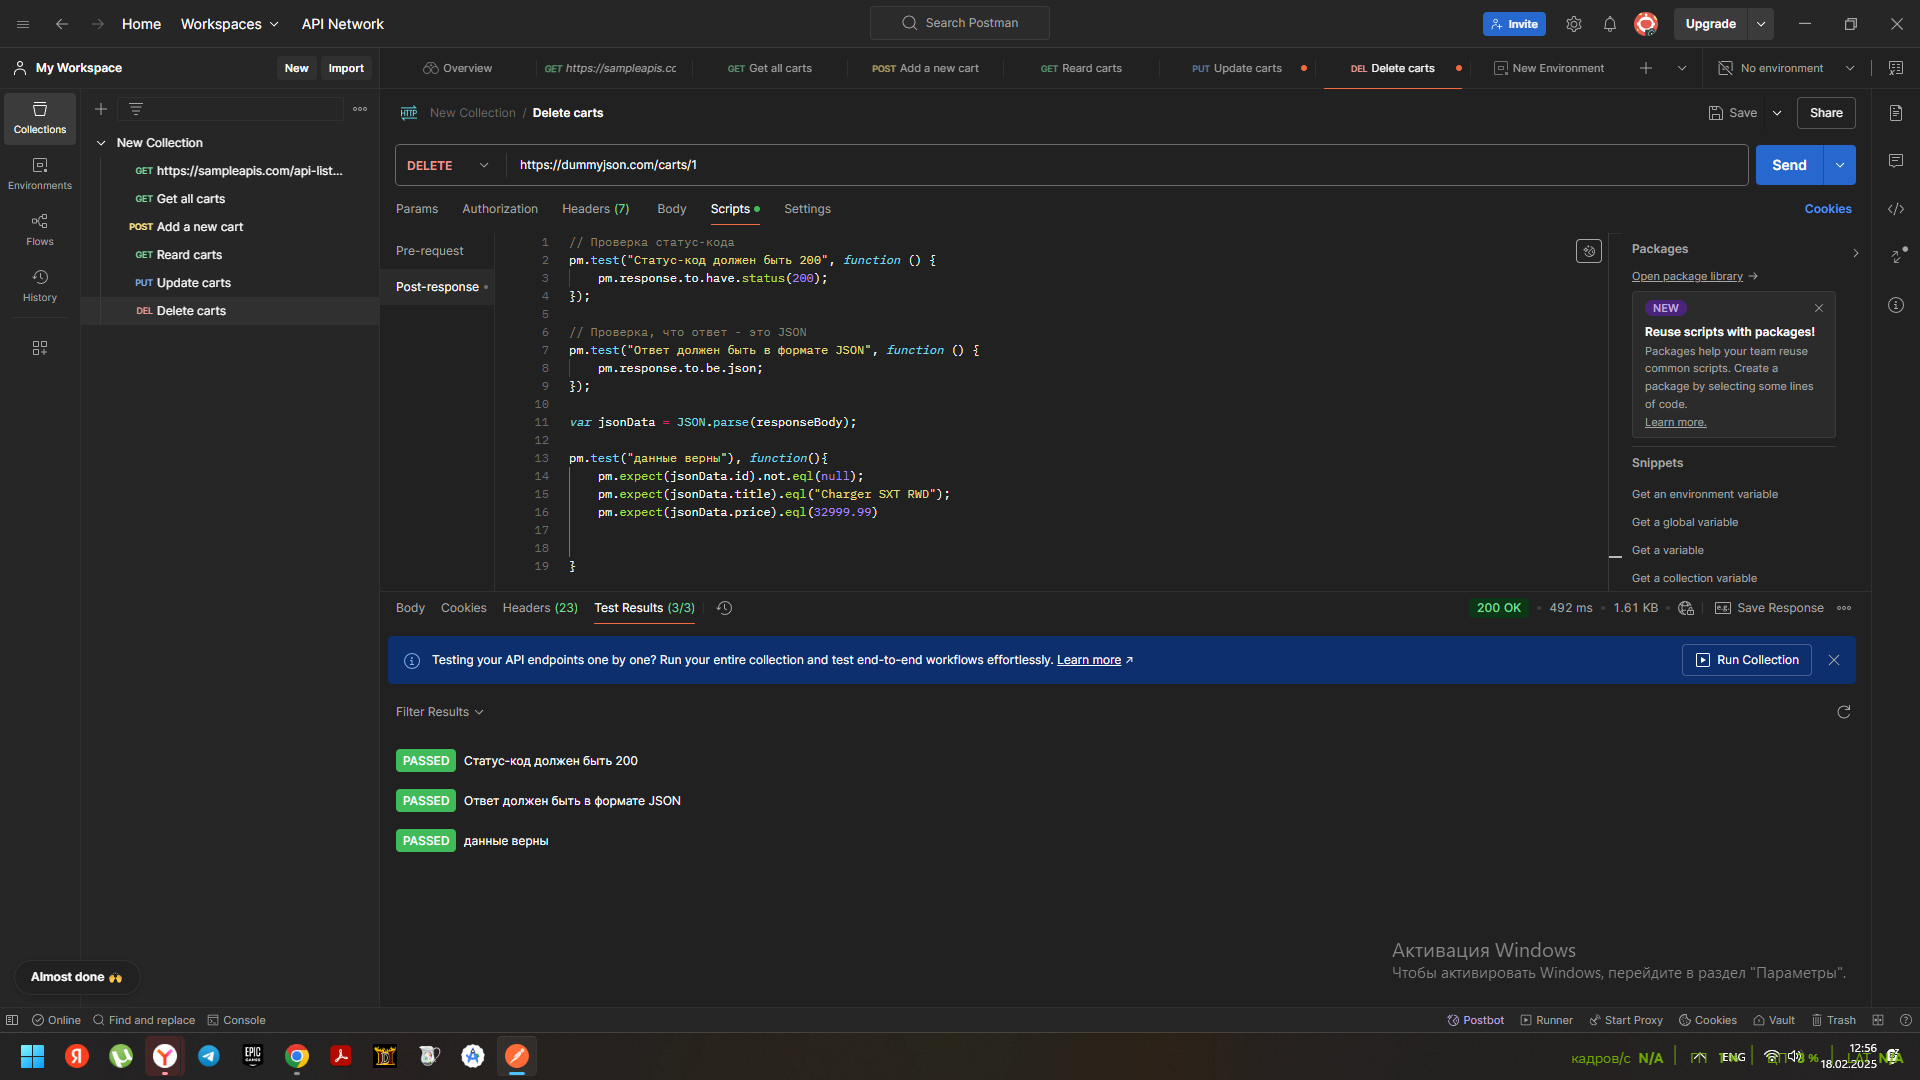 Home
Workspaces
API Network
Search Postman
Invite
Upgrade
My Workspace
New
Import
Overview
GET https://sampleapis.cc
GET Get all carts
POST Add a new cart
GET Reard carts
PUT Update carts
DEL Delete carts
New Environment
No environment
Collections
Environments
Flows
History
New Collection
GET https://sampleapis.com/api-list...
GET Get all carts
POST Add a new cart
GET Reard carts
PUT Update carts
DEL Delete carts
HTTP New Collection / Delete carts
Save
Share
DELETE
https://dummyjson.com/carts/1
Send
Params
Authorization
Headers (7)
Body
Scripts
Settings
Cookies
Pre-request
Post-response
1 // Проверка статус-кода
2 pm.test("Статус-код должен быть 200", function () {
3 pm.response.to.have.status(200);
4 });
5
6 // Проверка, что ответ - это JSON
7 pm.test("Ответ должен быть в формате JSON", function () {
8 pm.response.to.be.json;
9 });
10
11 var jsonData = JSON.parse(responseBody);
12
13 pm.test("данные верны"), function(){
14 pm.expect(jsonData.id).not.eql(null);
15 pm.expect(jsonData.title).eql("Charger SXT RWD");
16 pm.expect(jsonData.price).eql(32999.99)
17
18
19 }
Packages
Open package library →
NEW
Reuse scripts with packages!
Packages help your team reuse
common scripts. Create a
package by selecting some lines
of code.
Learn more.
Snippets
Get an environment variable
Get a global variable
Get a variable
Get a collection variable
Body
Cookies
Headers (23)
Test Results (3/3)
200 OK
492 ms
1.61 KB
e.g. Save Response
Testing your API endpoints one by one? Run your entire collection and test end-to-end workflows effortlessly. Learn more
Run Collection
Filter Results
PASSED Статус-код должен быть 200
PASSED Ответ должен быть в формате JSON
PASSED данные верны
Активация Windows
Чтобы активировать Windows, перейдите в раздел "Параметры".
Almost done
Online
Find and replace
Console
Postbot
Runner
Start Proxy
Cookies
Vault
Trash
Я
EPIC GAMES
кадров/с N/A
ENG
12:56
18.02.2025